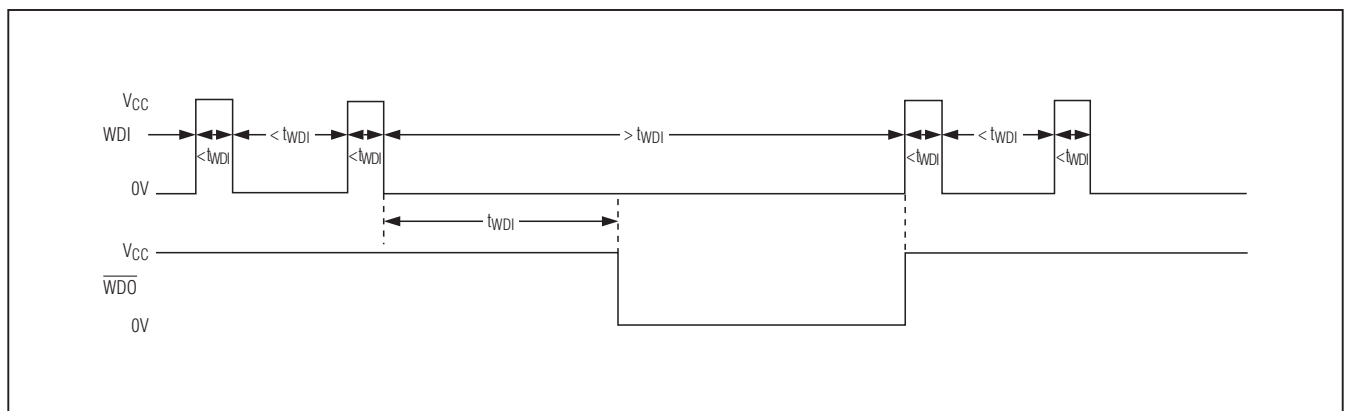 VCC
WDI
< tWDI
> tWDI
< tWDI
<tWDI
<tWDI
<tWDI
<tWDI
0V
tWDI
VCC
WDO
0V